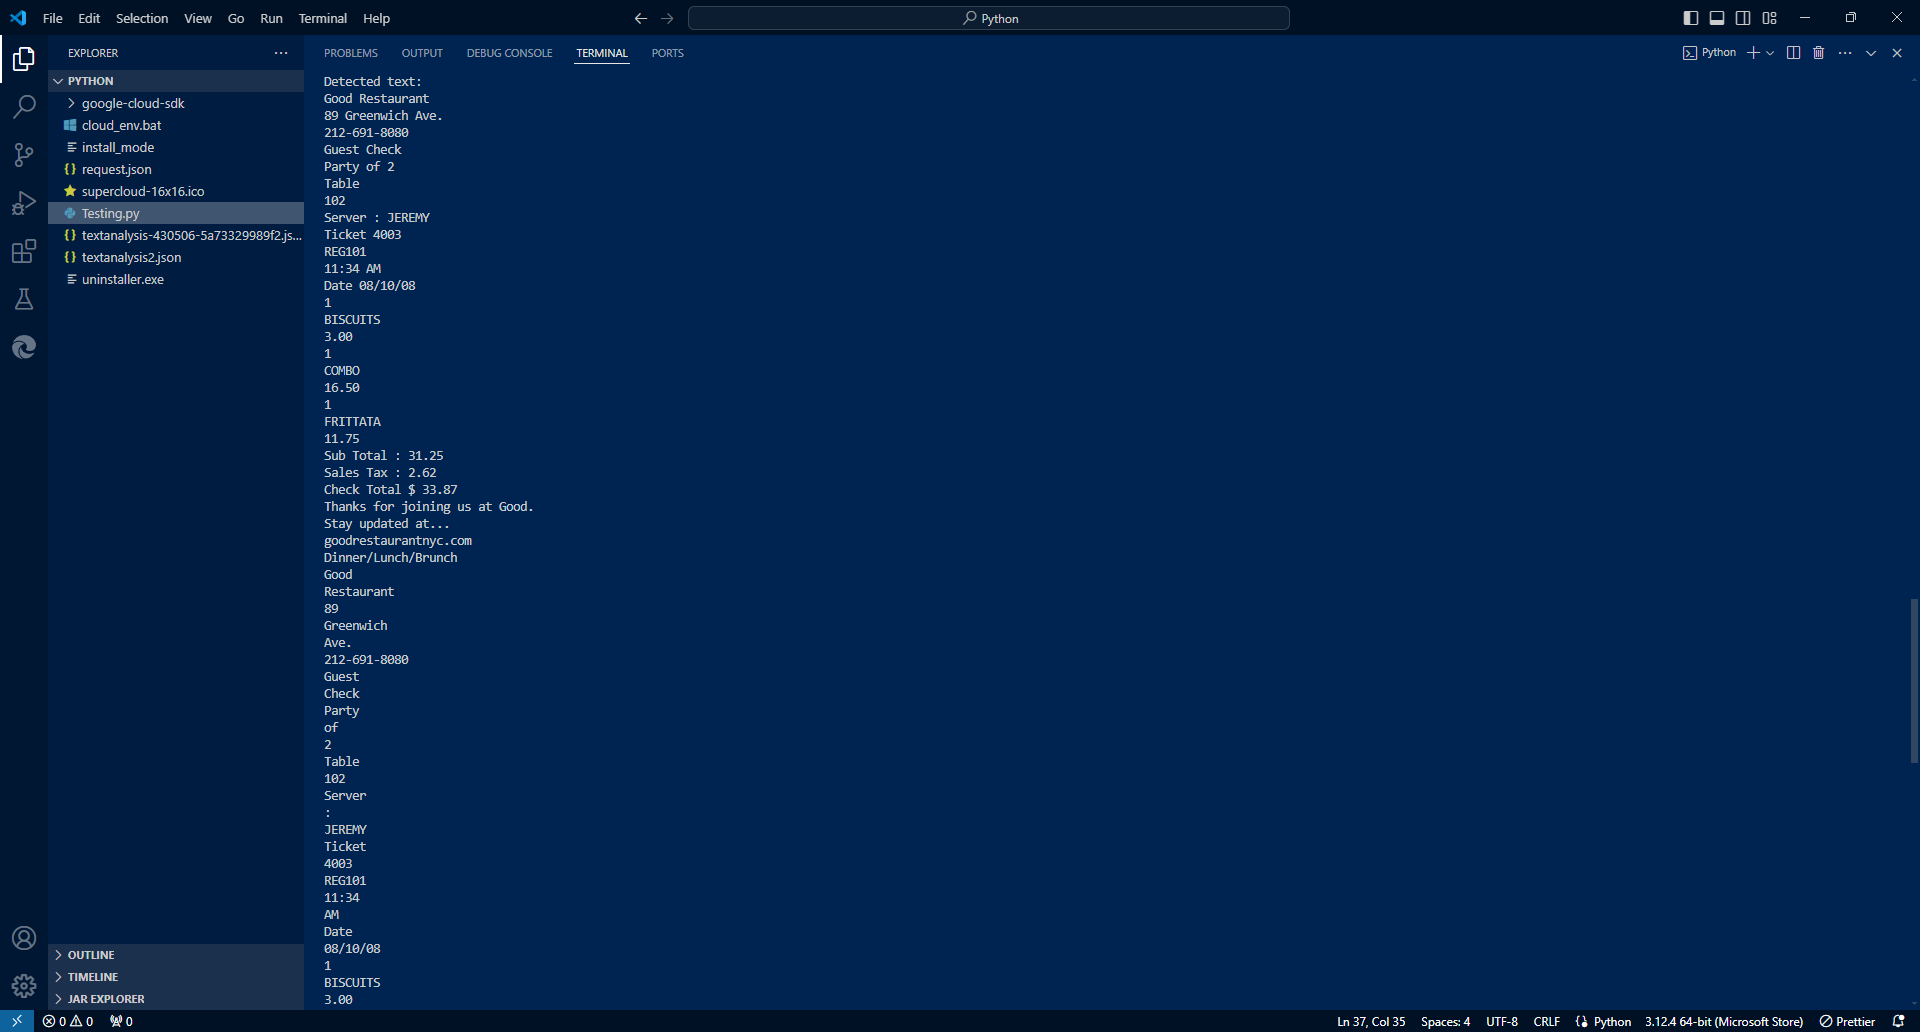 File Edit Selection View Go Run Terminal Help
Python
EXPLORER
PROBLEMS OUTPUT DEBUG CONSOLE TERMINAL PORTS
Python
PYTHON
google-cloud-sdk
cloud_env.bat
install_mode
request.json
supercloud-16x16.ico
Testing.py
textanalysis-430506-5a73329989f2.js...
textanalysis2.json
uninstaller.exe
OUTLINE
TIMELINE
JAR EXPLORER
Detected text:
Good Restaurant
89 Greenwich Ave.
212-691-8080
Guest Check
Party of 2
Table
102
Server : JEREMY
Ticket 4003
REG101
11:34 AM
Date 08/10/08
1
BISCUITS
3.00
1
COMBO
16.50
1
FRITTATA
11.75
Sub Total : 31.25
Sales Tax : 2.62
Check Total $ 33.87
Thanks for joining us at Good.
Stay updated at...
goodrestaurantnyc.com
Dinner/Lunch/Brunch
Good
Restaurant
89
Greenwich
Ave.
212-691-8080
Guest
Check
Party
of
2
Table
102
Server
:
JEREMY
Ticket
4003
REG101
11:34
AM
Date
08/10/08
1
BISCUITS
3.00
0 0 0
Ln 37, Col 35 Spaces: 4 UTF-8 CRLF Python 3.12.4 64-bit (Microsoft Store) Prettier